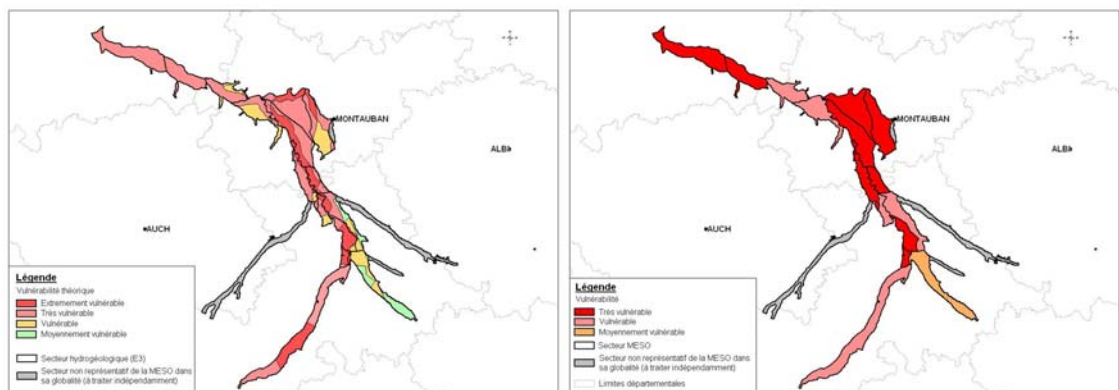 MONTAUBAN
ALBI
AUCH
Légende
Vulnérabilité théorique
Extremement vulnérable
Très vulnérable
Vulnérable
Moyennement vulnérable
Secteur hydrogéologique (E3)
Secteur non représentatif de la MESO dans
sa globalité (à traiter indépendamment)
MONTAUBAN
ALBI
AUCH
Légende
Vulnérabilité
Très vulnérable
Vulnérable
Moyennement vulnérable
Secteur MESO
Secteur non représentatif de la MESO dans
sa globalité (à traiter indépendamment)
Limites départementales